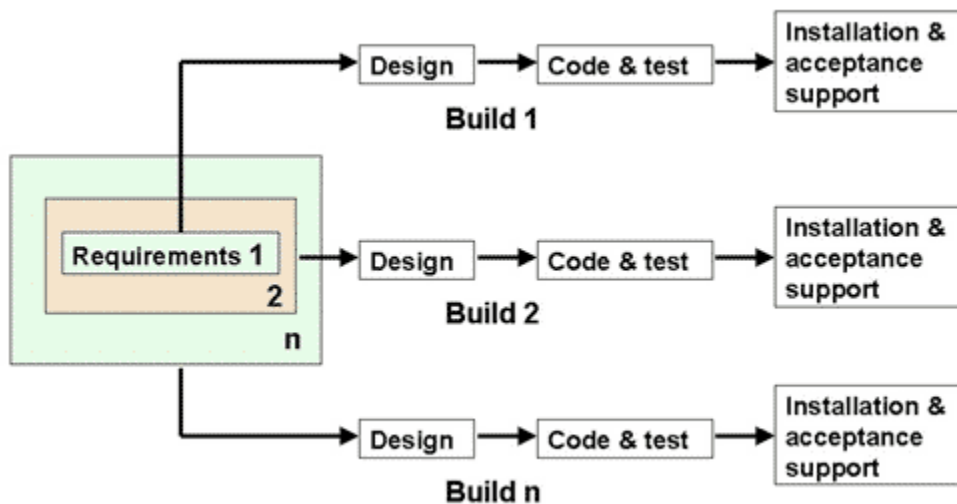 Design
Code & test
Installation &
acceptance
support
Build 1
Requirements 1
2
n
Design
Code & test
Installation &
acceptance
support
Build 2
Design
Code & test
Installation &
acceptance
support
Build n